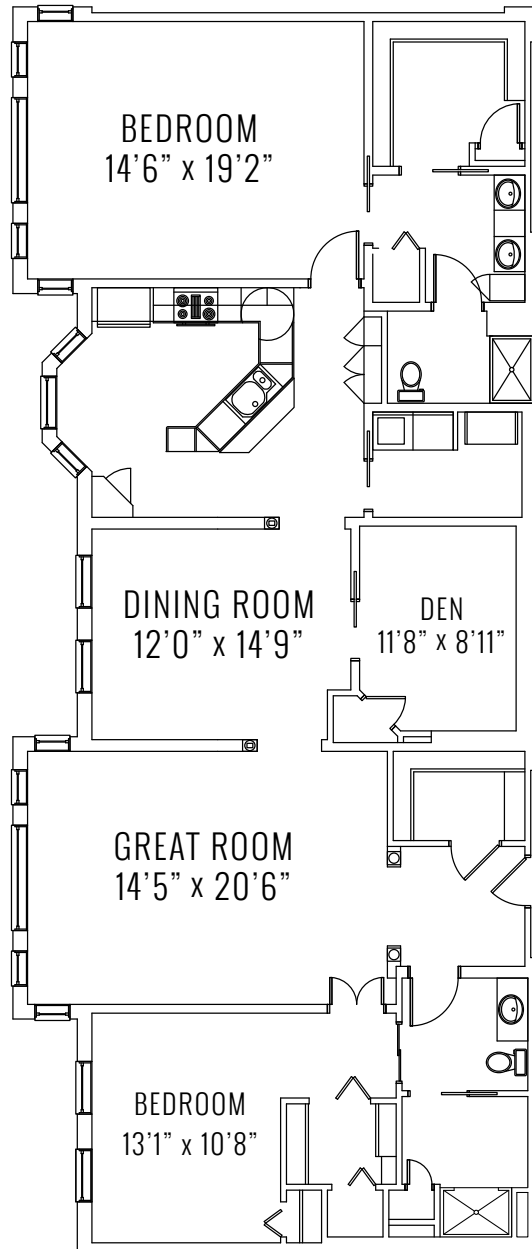 BEDROOM
14’6” x 19’2”
DINING ROOM
12’0” x 14’9”
DEN
11’8” x 8’11”
GREAT ROOM
14’5” x 20’6”
BEDROOM
13’1” x 10’8”